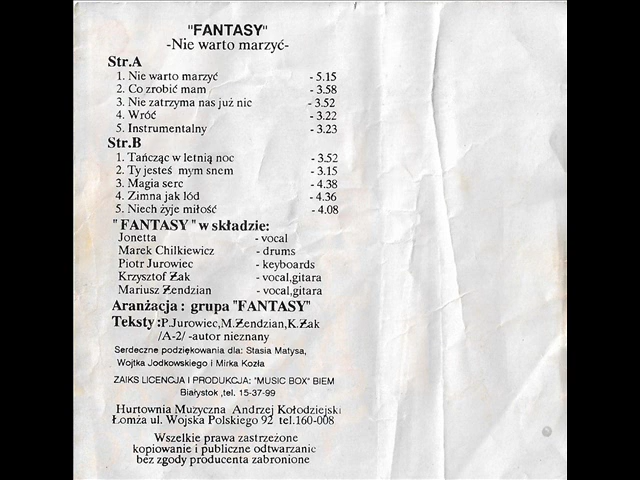 "FANTASY"
-Nie warto marzyć-
Str.A
1. Nie warto marzyć - 5.15
2. Co zrobić mam - 3.58
3. Nie zatrzyma nas już nic - 3.52
4. Wróć - 3.22
5. Instrumentalny - 3.23
Str.B
1. Tańcząc w letnią noc - 3.52
2. Ty jesteś mym snem - 3.15
3. Magia serc - 4.38
4. Zimna jak lód - 4.36
5. Niech żyje miłość - 4.08
"FANTASY" w składzie:
Jonetta - vocal
Marek Chilkiewicz - drums
Piotr Jurowiec - keyboards
Krzysztof Ƶak - vocal,gitara
Mariusz Ƶendzian - vocal,gitara
Aranżacja : grupa "FANTASY"
Teksty :P.Jurowiec,M.Ƶendzian,K.Ƶak
/A-2/ -autor nieznany
Serdeczne podziękowania dla: Stasia Matysa,
Wojtka Jodkowskiego i Mirka Kozła
ZAIKS LICENCJA I PRODUKCJA: "MUSIC BOX" BIEM
Białystok ,tel. 15-37-99
Hurtownia Muzyczna Andrzej Kołodziejski
Łomża ul. Wojska Polskiego 92 tel.160-008
Wszelkie prawa zastrzeżone
kopiowanie i publiczne odtwarzanie
bez zgody producenta zabronione